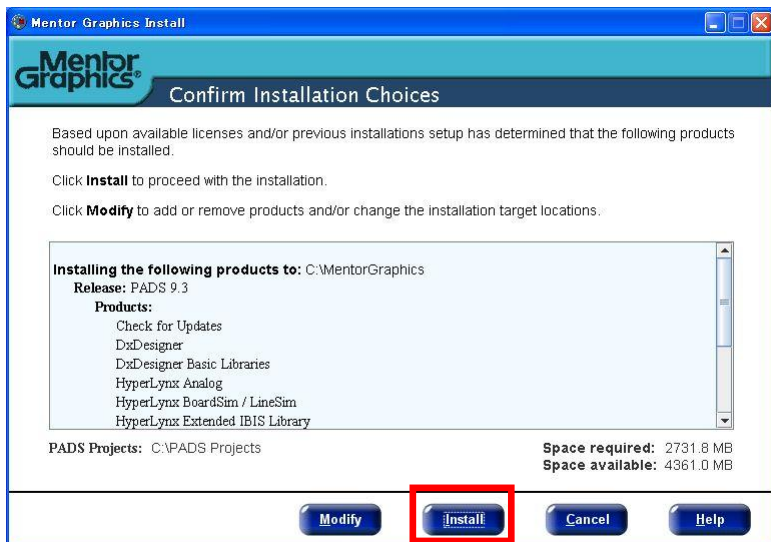 Mentor Graphics Install
Mentor
Graphics®
Confirm Installation Choices
Based upon available licenses and/or previous installations setup has determined that the following products
should be installed.
Click Install to proceed with the installation.
Click Modify to add or remove products and/or change the installation target locations.
Installing the following products to: C:\MentorGraphics
Release: PADS 9.3
Products:
Check for Updates
DxDesigner
DxDesigner Basic Libraries
HyperLynx Analog
HyperLynx BoardSim / LineSim
HyperLynx Extended IBIS Library
PADS Projects: C:\PADS Projects
Space required: 2731.8 MB
Space available: 4361.0 MB
Modify Install Cancel Help